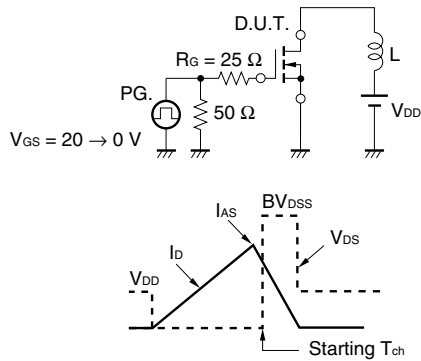 D.U.T.
RG = 25 Ω
L
PG.
50 Ω
VDD
VGS = 20 → 0 V
BVDSS
IAS
ID
VDS
VDD
Starting Tch